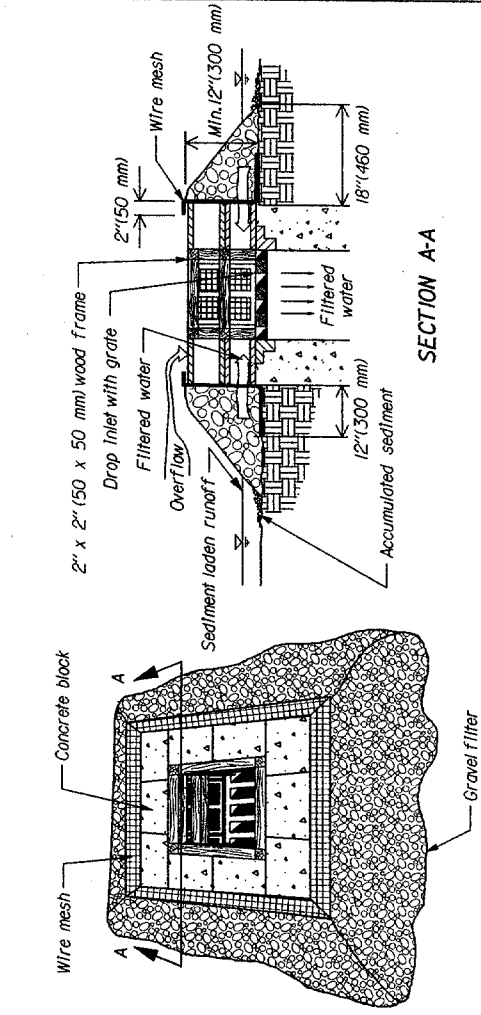 Wire mesh
Concrete block
A
A
Gravel filter
2" x 2" (50 x 50 mm) wood frame
Drop inlet with grate
Filtered water
Overflow
Sediment laden runoff
2"(50 mm)
Wire mesh
Min.12"(300 mm)
18"(460 mm)
Filtered
water
12"(300 mm)
Accumulated sediment
SECTION A-A